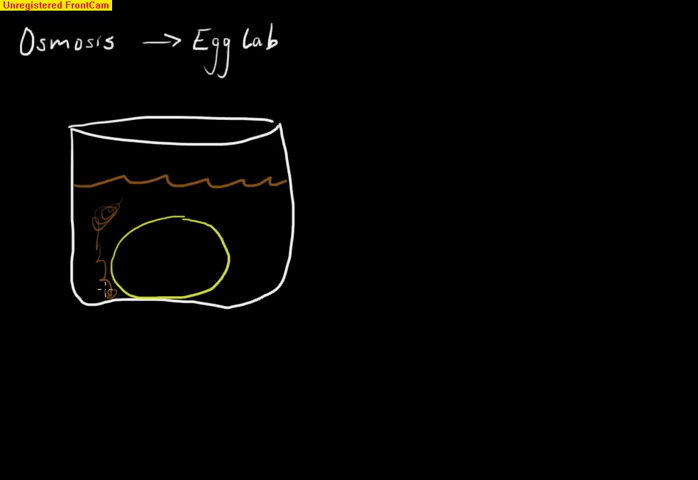 Unregistered FrontCam
Osmosis → Egg Lab